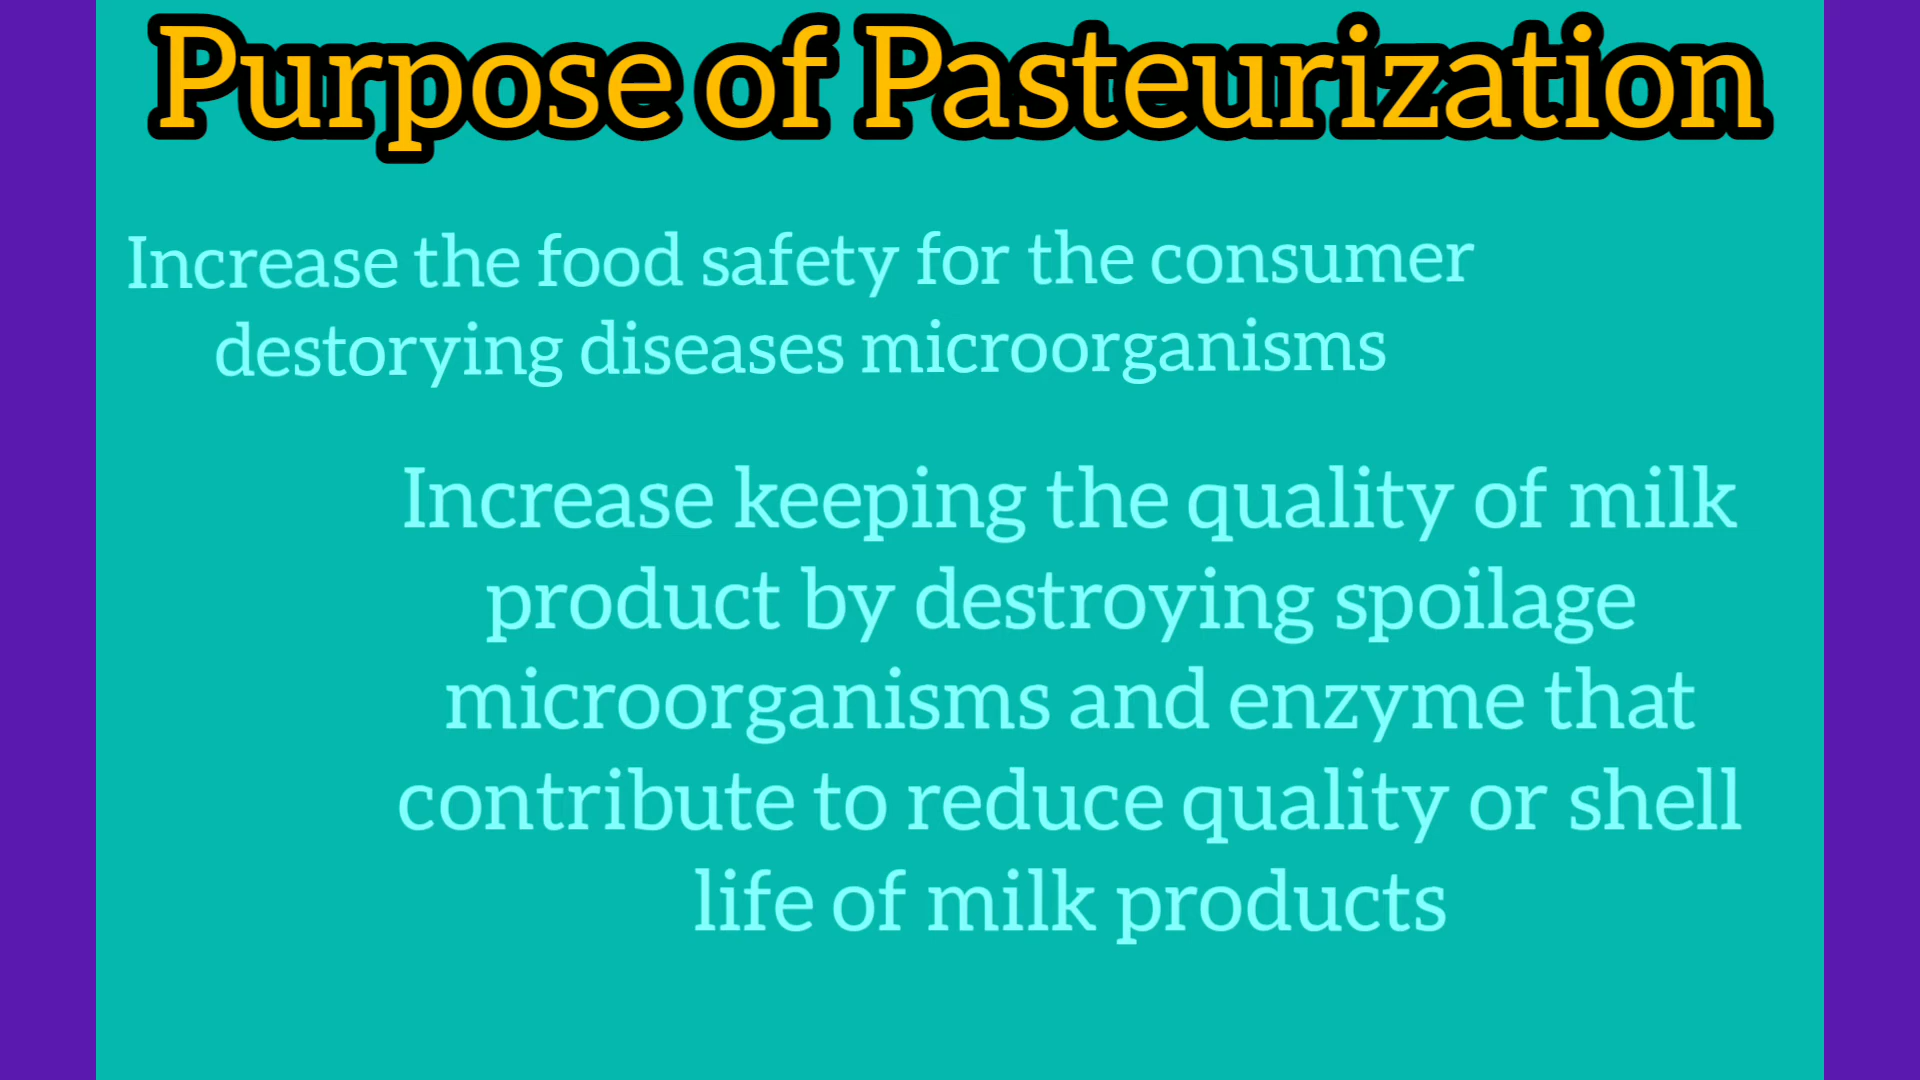 Purpose of Pasteurization
Increase the food safety for the consumer
destorying diseases microorganisms
Increase keeping the quality of milk
product by destroying spoilage
microorganisms and enzyme that
contribute to reduce quality or shell
life of milk products